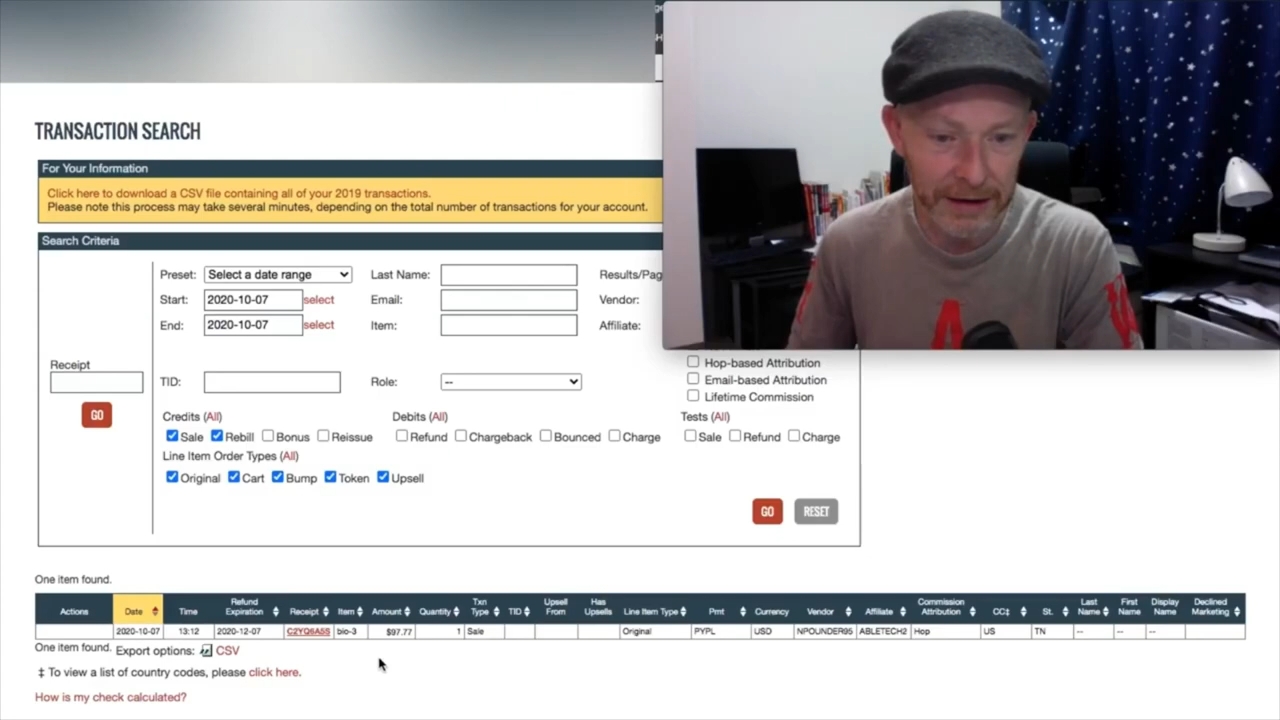 TRANSACTION SEARCH
For Your Information
Click here to download a CSV file containing all of your 2019 transactions.
Please note this process may take several minutes, depending on the total number of transactions for your account.
Search Criteria
Preset: Select a date range Last Name: Results/Pag
Start: 2020-10-07 select Email: Vendor:
End: 2020-10-07 select Item: Affiliate:
Hop-based Attribution
Receipt
TID: Role: -- Email-based Attribution
Lifetime Commission
GO
Credits (All) Debits (All) Tests (All)
Sale Rebill Bonus Reissue Refund Chargeback Bounced Charge Sale Refund Charge
Line Item Order Types (All)
Original Cart Bump Token Upsell
GO RESET
One item found.
Actions Date Time Refund Expiration Receipt Item Amount Quantity Txn Type TID Upsell From Has Upsells Line Item Type Pmt Currency Vendor Affiliate Commission Attribution CC‡ St. Last Name First Name Display Name Declined Marketing
2020-10-07 13:12 2020-12-07 C2YQ6A5S bio-3 $97.77 1 Sale Original PYPL USD NPOUNDER95 ABLETECH2 Hop US TN -- -- --
One item found. Export options: CSV
‡ To view a list of country codes, please click here.
How is my check calculated?